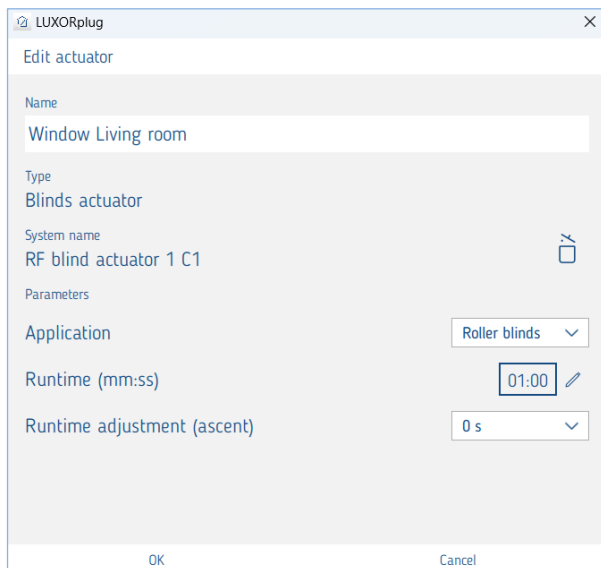 LUXORplug
Edit actuator
Name
Window Living room
Type
Blinds actuator
System name
RF blind actuator 1 C1
Parameters
Application Roller blinds
Runtime (mm:ss) 01:00
Runtime adjustment (ascent) 0 s
OK Cancel